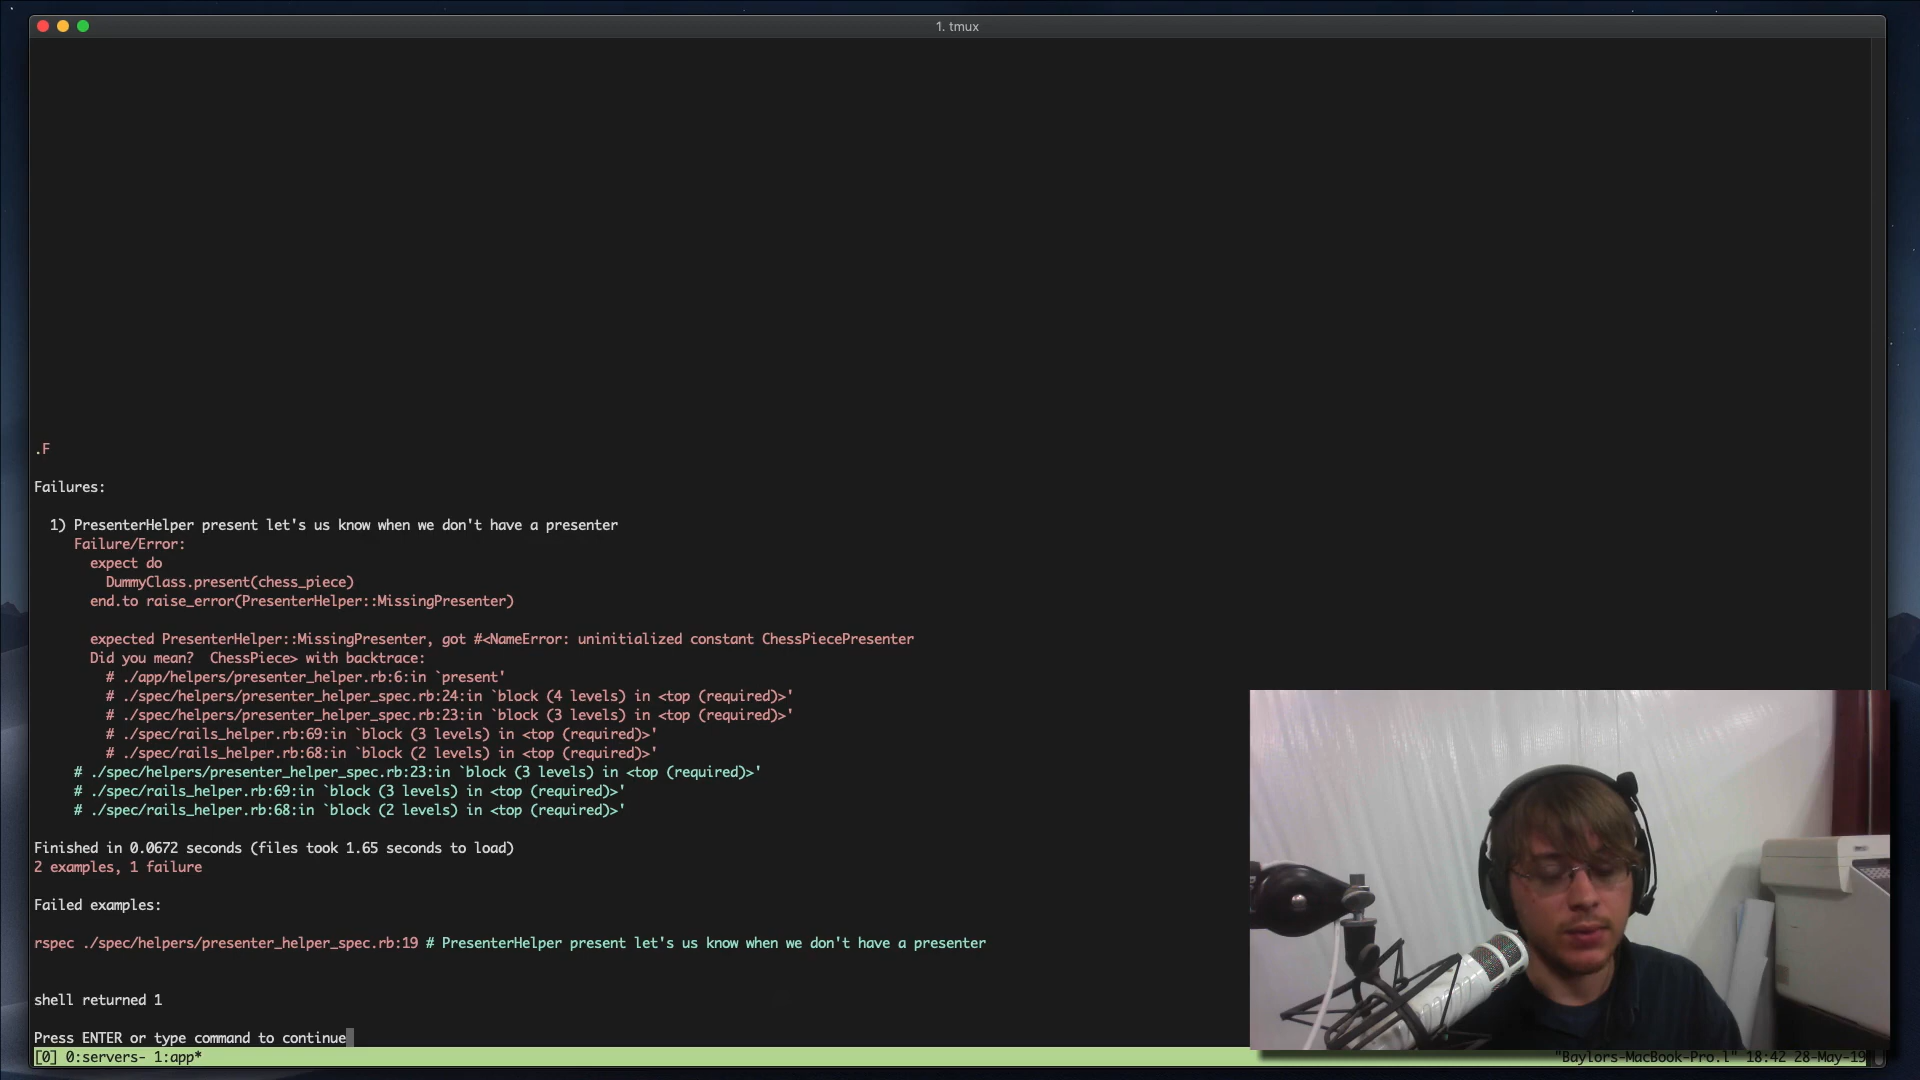 1. tmux
.F
Failures:
1) PresenterHelper present let's us know when we don't have a presenter
Failure/Error:
expect do
DummyClass.present(chess_piece)
end.to raise_error(PresenterHelper::MissingPresenter)
expected PresenterHelper::MissingPresenter, got #<NameError: uninitialized constant ChessPiecePresenter
Did you mean?  ChessPiece> with backtrace:
# ./app/helpers/presenter_helper.rb:6:in `present'
# ./spec/helpers/presenter_helper_spec.rb:24:in `block (4 levels) in <top (required)>'
# ./spec/helpers/presenter_helper_spec.rb:23:in `block (3 levels) in <top (required)>'
# ./spec/rails_helper.rb:69:in `block (3 levels) in <top (required)>'
# ./spec/rails_helper.rb:68:in `block (2 levels) in <top (required)>'
# ./spec/helpers/presenter_helper_spec.rb:23:in `block (3 levels) in <top (required)>'
# ./spec/rails_helper.rb:69:in `block (3 levels) in <top (required)>'
# ./spec/rails_helper.rb:68:in `block (2 levels) in <top (required)>'
Finished in 0.0672 seconds (files took 1.65 seconds to load)
2 examples, 1 failure
Failed examples:
rspec ./spec/helpers/presenter_helper_spec.rb:19 # PresenterHelper present let's us know when we don't have a presenter
shell returned 1
Press ENTER or type command to continue
[0] 0:servers- 1:app* "Baylors-MacBook-Pro.l" 18:42 28-May-19